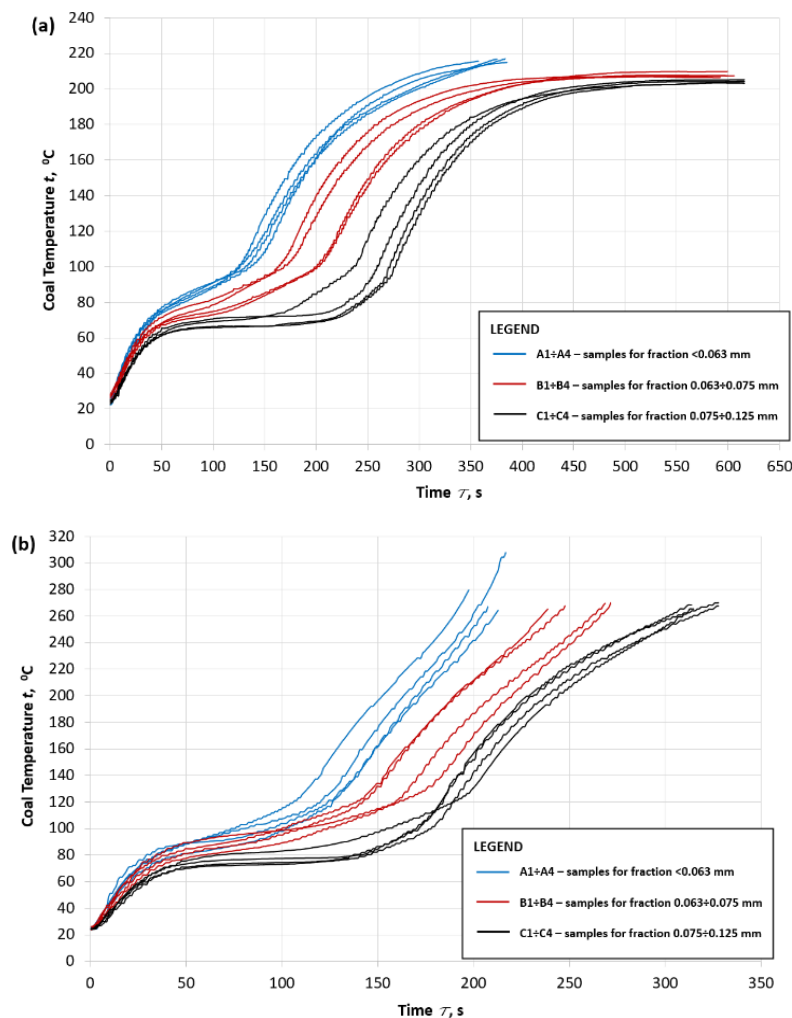 (a)
240
220
200
180
160
140
120
100
80
60
40
20
0
Coal Temperature t, ⁰C
LEGEND
A1÷A4 – samples for fraction <0.063 mm
B1÷B4 – samples for fraction 0.063÷0.075 mm
C1÷C4 – samples for fraction 0.075÷0.125 mm
0 50 100 150 200 250 300 350 400 450 500 550 600 650
Time 𝒯, s
(b)
320
300
280
260
240
220
200
180
160
140
120
100
80
60
40
20
0
Coal Temperature t, ⁰C
LEGEND
A1÷A4 – samples for fraction <0.063 mm
B1÷B4 – samples for fraction 0.063÷0.075 mm
C1÷C4 – samples for fraction 0.075÷0.125 mm
0 50 100 150 200 250 300 350
Time 𝒯, s